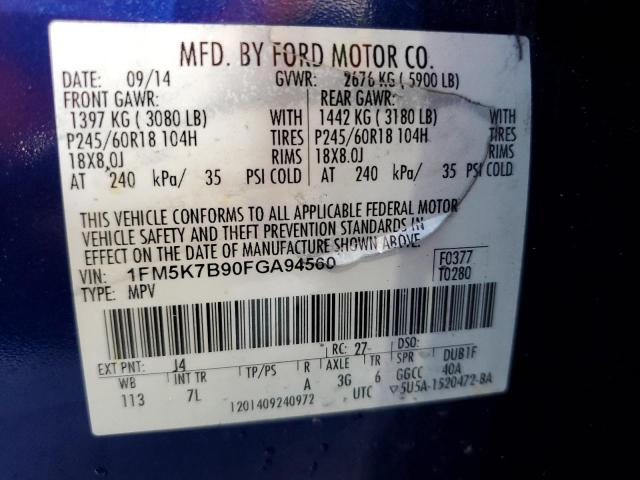 MFD. BY FORD MOTOR CO.
DATE: 09/14 GVWR: 2676 KG ( 5900 LB)
FRONT GAWR: REAR GAWR:
1397 KG ( 3080 LB) WITH 1442 KG ( 3180 LB) WITH
P245/60R18 104H TIRES P245/60R18 104H TIRES
18X8.0J RIMS 18X8.0J RIMS
AT 240 kPa/ 35 PSI COLD AT 240 kPa/ 35 PSI COLD
THIS VEHICLE CONFORMS TO ALL APPLICABLE FEDERAL MOTOR
VEHICLE SAFETY AND THEFT PREVENTION STANDARDS IN
EFFECT ON THE DATE OF MANUFACTURE SHOWN ABOVE.
VIN: 1FM5K7B90FGA94560 F0377
TYPE: MPV T0280
EXT PNT: J4 RC: 27 DSO:
WB INT TR TP/PS R AXLE TR SPR DUB1F
113 7L A 3G 6 GGCC 40A
1201409240972 UTC 5U5A-1520472-BA